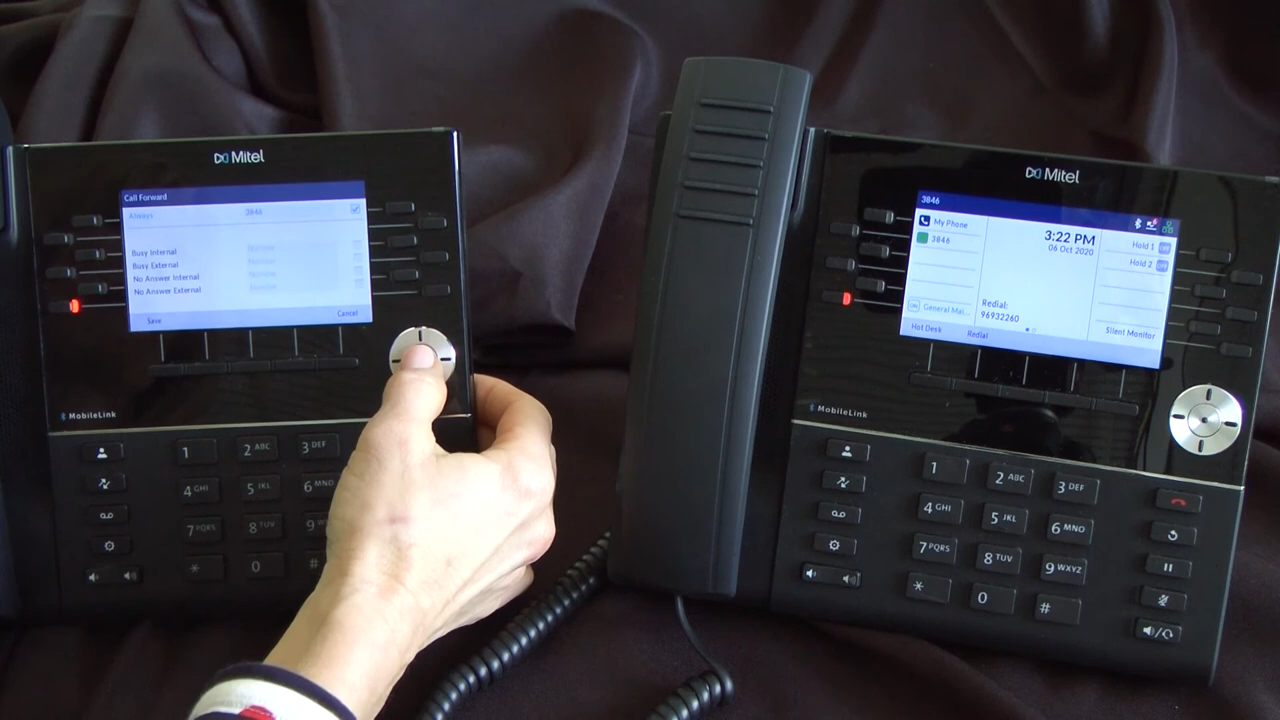 Mitel
Call Forward
Always 3846
Busy Internal
Busy External
No Answer Internal
No Answer External
Save Cancel
MobileLink
1 2 ABC 3 DEF
4 GHI 5 JKL 6 MNO
7 PQRS 8 TUV 9
* 0 #
Mitel
3846
My Phone 3:22 PM Hold 1
3846 06 Oct 2020 Hold 2
Redial:
General Mai... 96932260 Silent Monitor
Hot Desk Redial
MobileLink
1 2 ABC 3 DEF
4 GHI 5 JKL 6 MNO
7 PQRS 8 TUV 9 WXYZ
* 0 #